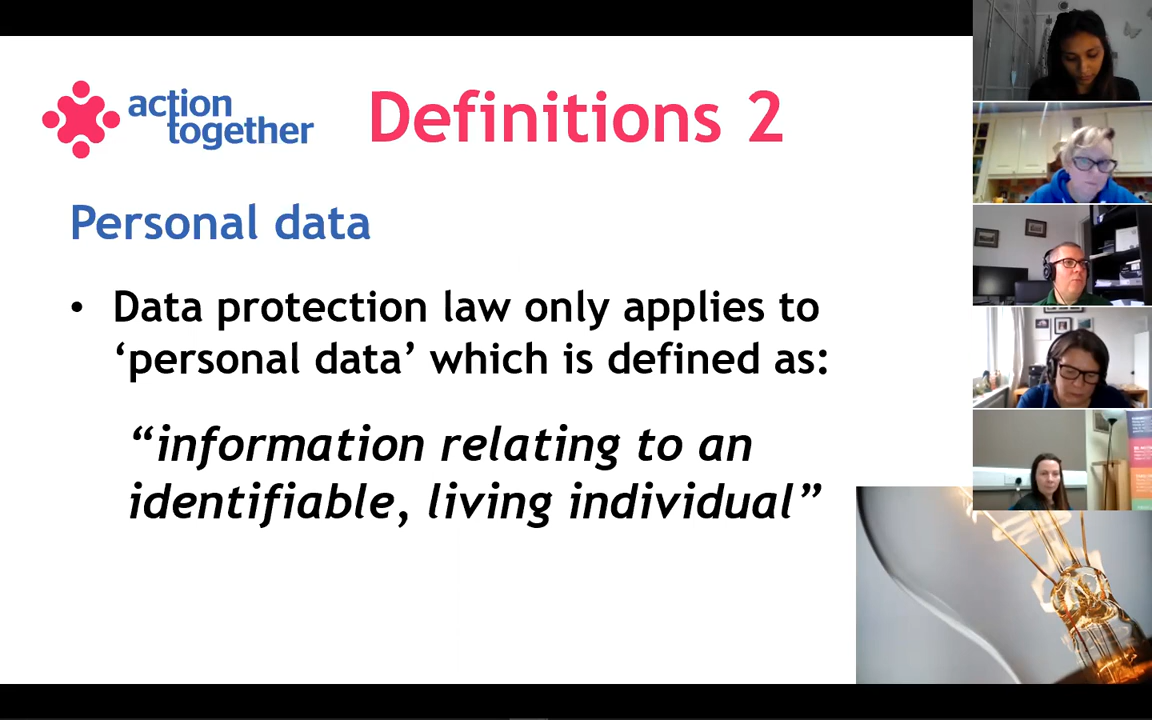 action
together
Definitions 2
Personal data
• Data protection law only applies to
‘personal data’ which is defined as:
“information relating to an
identifiable, living individual”